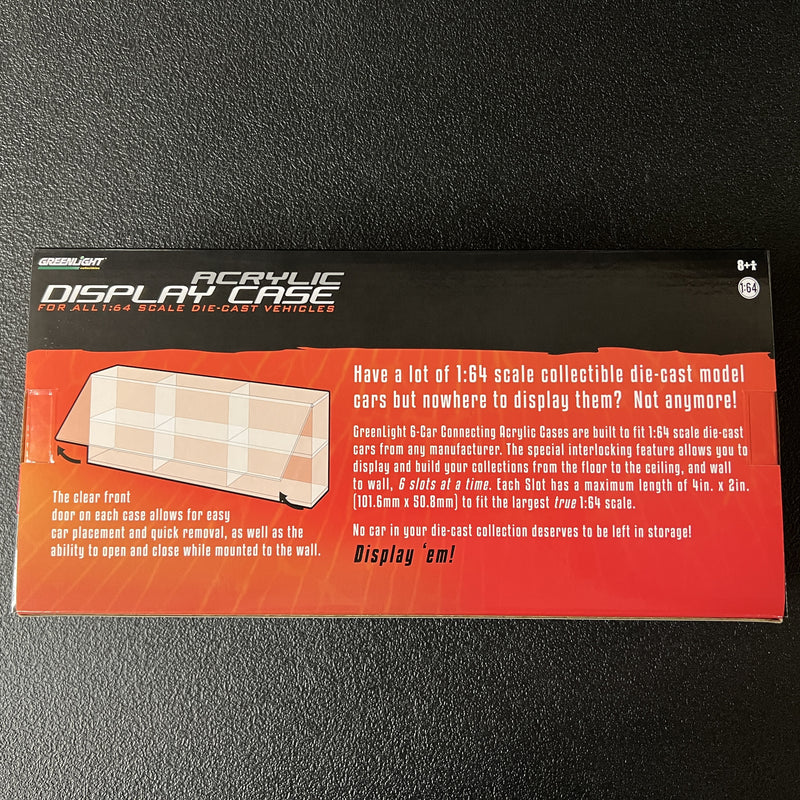 GREENLIGHT
collectibles
ACRYLIC
DISPLAY CASE
FOR ALL 1:64 SCALE DIE-CAST VEHICLES
8+
1:64
Have a lot of 1:64 scale collectible die-cast model
cars but nowhere to display them? Not anymore!
GreenLight 6-Car Connecting Acrylic Cases are built to fit 1:64 scale die-cast
cars from any manufacturer. The special interlocking feature allows you to
display and build your collections from the floor to the ceiling, and wall
to wall, 6 slots at a time. Each Slot has a maximum length of 4in. x 2in.
(101.6mm x 50.8mm) to fit the largest true 1:64 scale.
No car in your die-cast collection deserves to be left in storage!
Display 'em!
The clear front
door on each case allows for easy
car placement and quick removal, as well as the
ability to open and close while mounted to the wall.